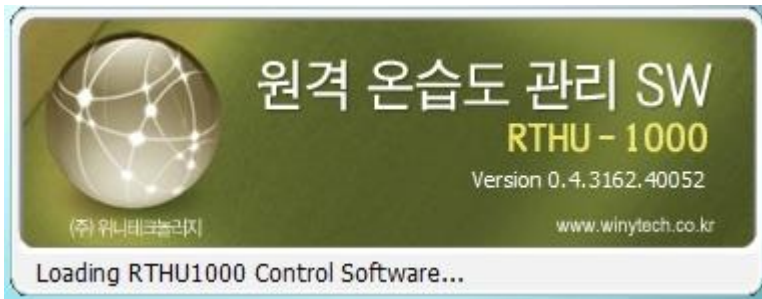 원격 온습도 관리 SW
RTHU - 1000
Version 0.4.3162.40052
(주) 위니테크놀러지
www.winytech.co.kr
Loading RTHU1000 Control Software...